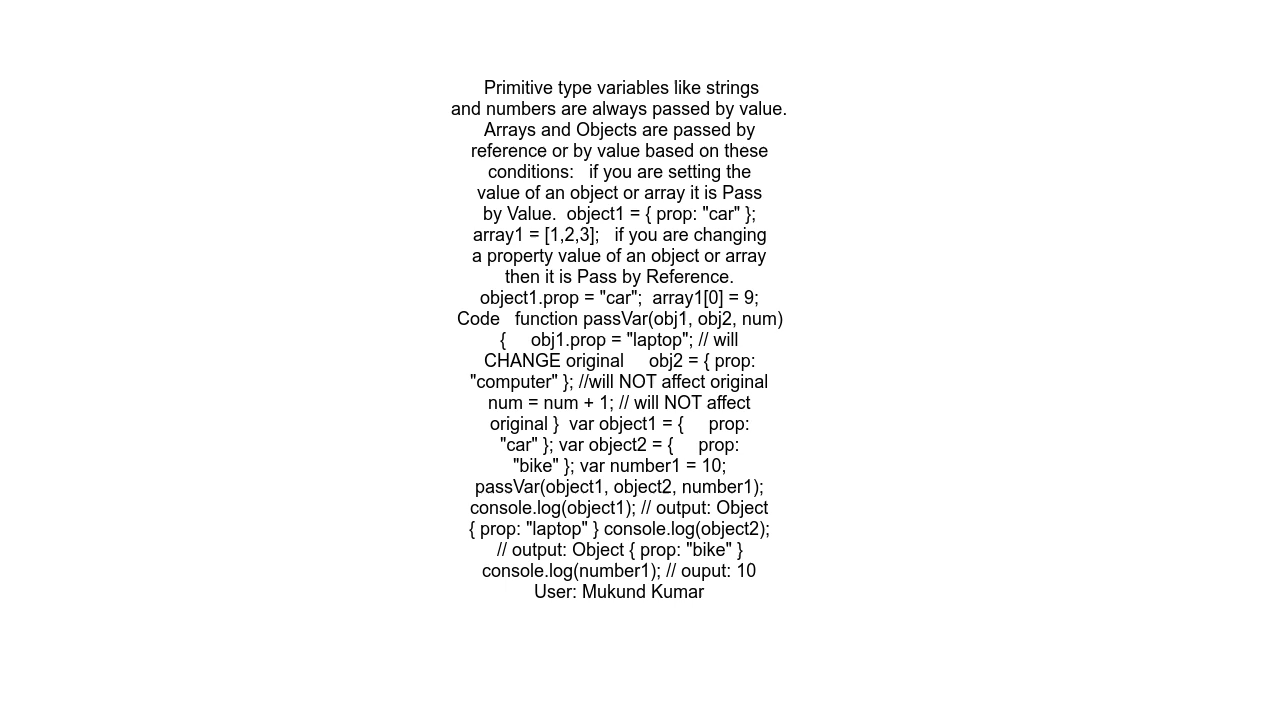 Primitive type variables like strings
and numbers are always passed by value.
Arrays and Objects are passed by
reference or by value based on these
conditions:   if you are setting the
value of an object or array it is Pass
by Value.  object1 = { prop: "car" };
array1 = [1,2,3];   if you are changing
a property value of an object or array
then it is Pass by Reference.
object1.prop = "car";  array1[0] = 9;
Code   function passVar(obj1, obj2, num)
{     obj1.prop = "laptop"; // will
CHANGE original     obj2 = { prop:
"computer" }; //will NOT affect original
num = num + 1; // will NOT affect
original }  var object1 = {     prop:
"car" }; var object2 = {     prop:
"bike" }; var number1 = 10;
passVar(object1, object2, number1);
console.log(object1); // output: Object
{ prop: "laptop" } console.log(object2);
// output: Object { prop: "bike" }
console.log(number1); // ouput: 10
User: Mukund Kumar